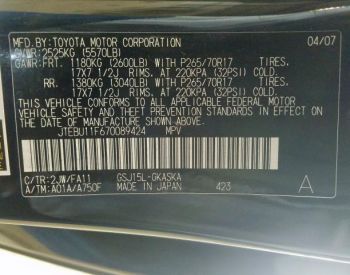 MFD. BY: TOYOTA MOTOR CORPORATION 04/07
GVWR: 2525KG (5570LB)
GAWR: FRT. 1180KG (2600LB) WITH P265/70R17
17X7 1/2J RIMS, AT 220KPA (32PSI) COLD.
RR. 1380KG (3040LB) WITH P265/70R17
17X7 1/2J RIMS, AT 220KPA (32PSI) COLD.
THIS VEHICLE CONFORMS TO ALL APPLICABLE FEDERAL MOTOR
VEHICLE SAFETY AND THEFT PREVENTION STANDARDS IN EFFECT
ON THE DATE OF MANUFACTURE SHOWN ABOVE.
JTEBU11F670089424 MPV
C/TR: 2JW/FA11 GSJ15L-GKASKA
A/TM: A01A/A750F MADE IN JAPAN 423 A